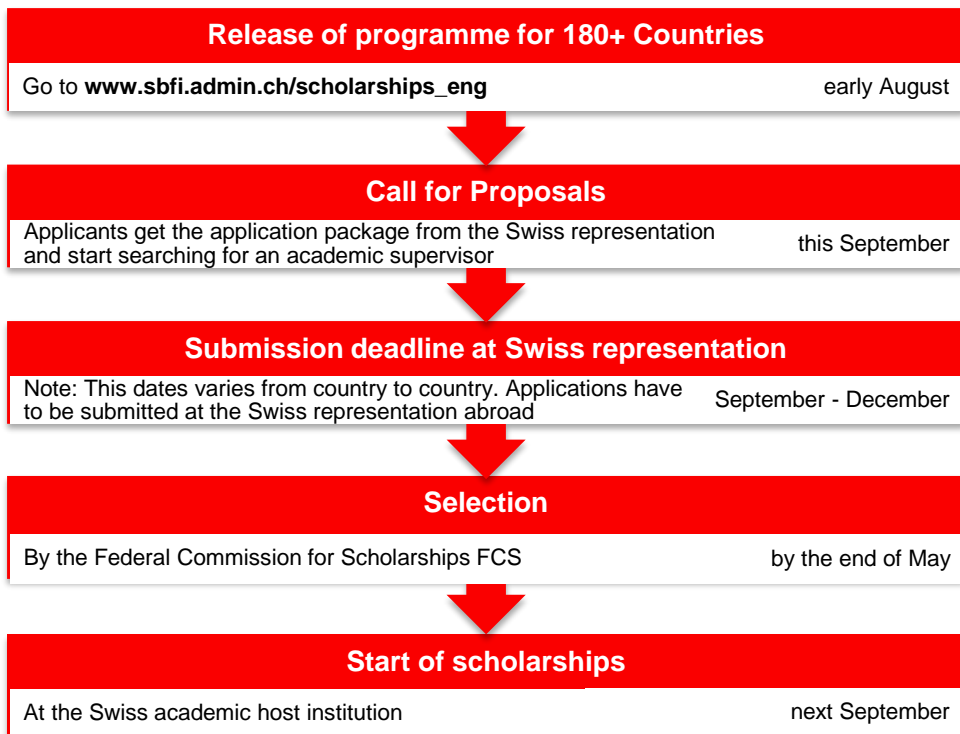 Release of programme for 180+ Countries
Go to www.sbfi.admin.ch/scholarships_eng early August
Call for Proposals
Applicants get the application package from the Swiss representation
and start searching for an academic supervisor this September
Submission deadline at Swiss representation
Note: This dates varies from country to country. Applications have
to be submitted at the Swiss representation abroad September - December
Selection
By the Federal Commission for Scholarships FCS by the end of May
Start of scholarships
At the Swiss academic host institution next September